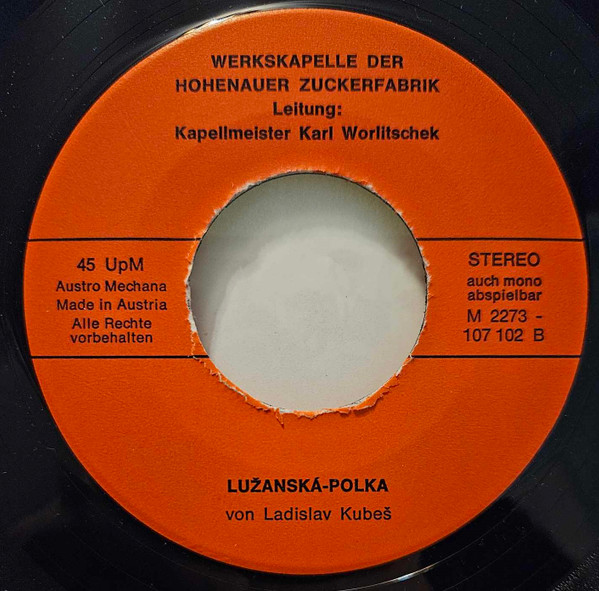 WERKSKAPELLE DER
HOHENAUER ZUCKERFABRIK
Leitung:
Kapellmeister Karl Worlitschek
45 UpM
Austro Mechana
Made in Austria
Alle Rechte
vorbehalten
STEREO
auch mono
abspielbar
M 2273 -
107 102 B
LUŽANSKÁ-POLKA
von Ladislav Kubeš